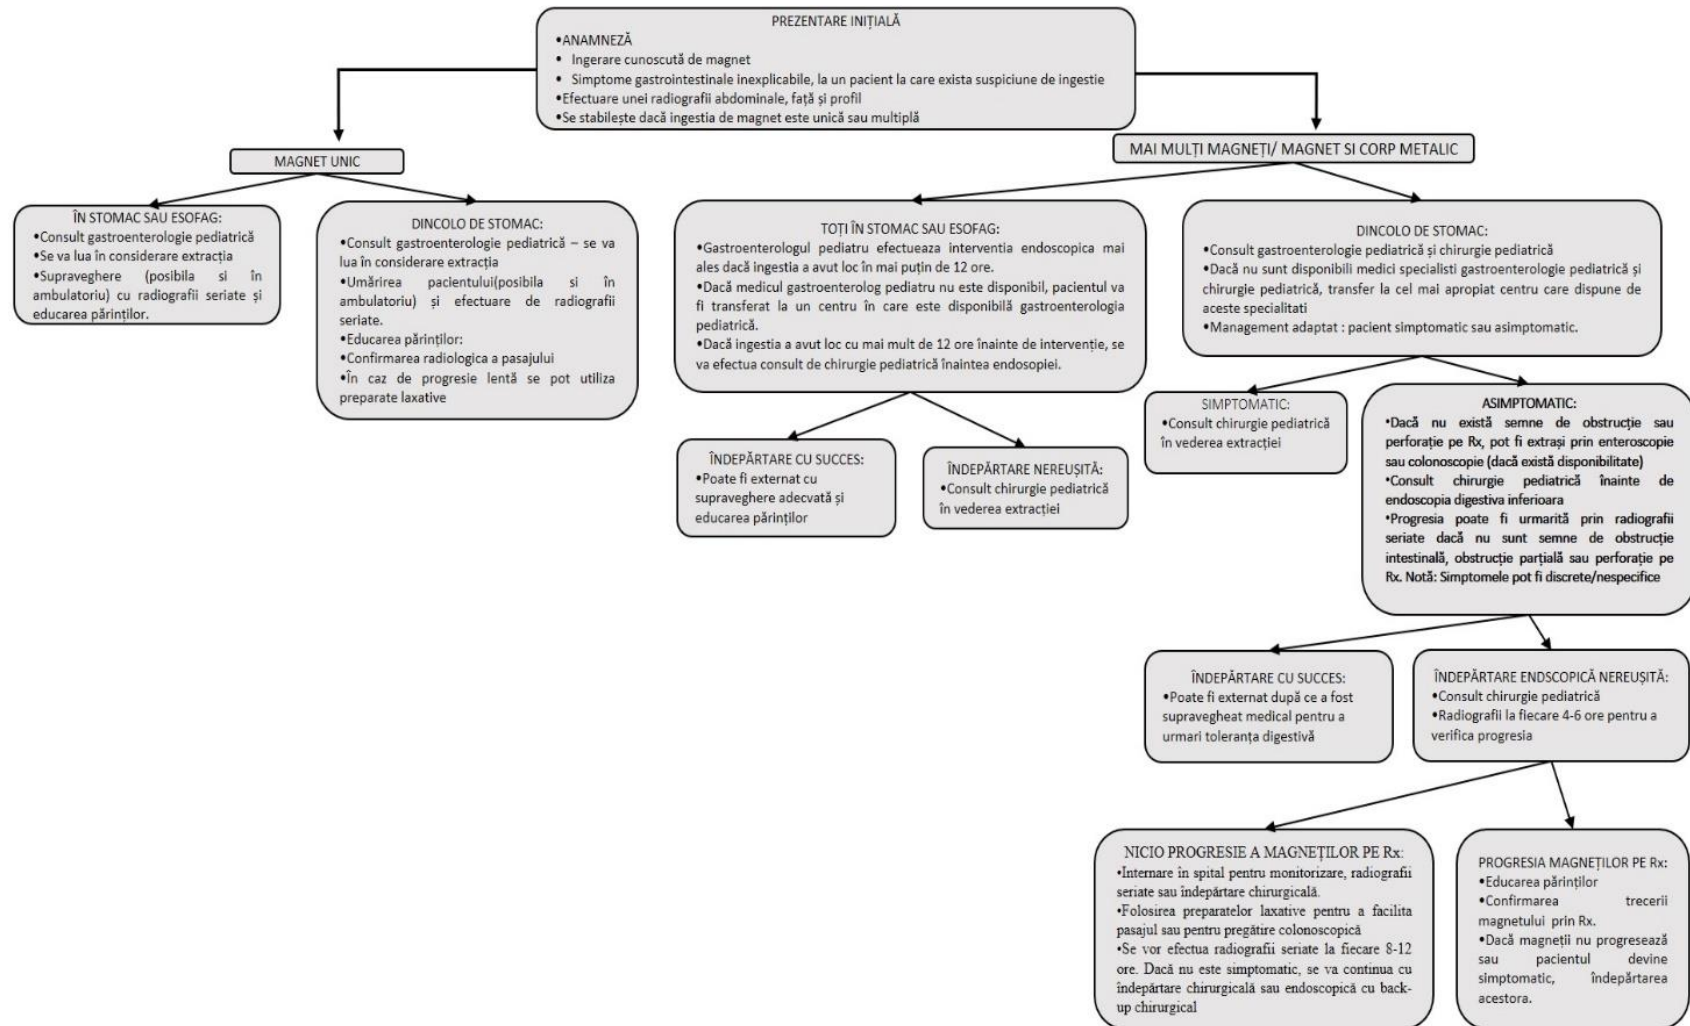 PREZENTARE INIȚIALĂ
•ANAMNEZĂ
• Ingerare cunoscută de magnet
• Simptome gastrointestinale inexplicabile, la un pacient la care exista suspiciune de ingestie
•Efectuare unei radiografii abdominale, față și profil
•Se stabilește dacă ingestia de magnet este unică sau multiplă
MAGNET UNIC
MAI MULȚI MAGNEȚI/ MAGNET SI CORP METALIC
ÎN STOMAC SAU ESOFAG:
•Consult gastroenterologie pediatrică
•Se va lua în considerare extracția
•Supraveghere (posibila si în
ambulatoriu) cu radiografii seriate și
educarea părinților.
DINCOLO DE STOMAC:
•Consult gastroenterologie pediatrică – se va
lua în considerare extracția
•Umărirea pacientului(posibila si în
ambulatoriu) și efectuare de radiografii
seriate.
•Educarea părinților:
•Confirmarea radiologica a pasajului
•În caz de progresie lentă se pot utiliza
preparate laxative
TOȚI ÎN STOMAC SAU ESOFAG:
•Gastroenterologul pediatru efectueaza interventia endoscopica mai
ales dacă ingestia a avut loc în mai puțin de 12 ore.
•Dacă medicul gastroenterolog pediatru nu este disponibil, pacientul va
fi transferat la un centru în care este disponibilă gastroenterologia
pediatrică.
•Dacă ingestia a avut loc cu mai mult de 12 ore înainte de intervenție, se
va efectua consult de chirurgie pediatrică înaintea endosopiei.
DINCOLO DE STOMAC:
•Consult gastroenterologie pediatrică și chirurgie pediatrică
•Dacă nu sunt disponibili medici specialisti gastroenterologie pediatrică și
chirurgie pediatrică, transfer la cel mai apropiat centru care dispune de
aceste specialitati
•Management adaptat : pacient simptomatic sau asimptomatic.
ÎNDEPĂRTARE CU SUCCES:
•Poate fi externat cu
supraveghere adecvată și
educarea părinților
ÎNDEPĂRTARE NEREUȘITĂ:
•Consult chirurgie pediatrică
în vederea extracției
SIMPTOMATIC:
•Consult chirurgie pediatrică
în vederea extracției
ASIMPTOMATIC:
•Dacă nu există semne de obstrucție sau
perforație pe Rx, pot fi extrași prin enteroscopie
sau colonoscopie (dacă există disponibilitate)
•Consult chirurgie pediatrică înainte de
endoscopia digestiva inferioara
•Progresia poate fi urmarită prin radiografii
seriate dacă nu sunt semne de obstrucție
intestinală, obstrucție parțială sau perforație pe
Rx. Notă: Simptomele pot fi discrete/nespecifice
ÎNDEPĂRTARE CU SUCCES:
•Poate fi externat după ce a fost
supravegheat medical pentru a
urmari toleranța digestivă
ÎNDEPĂRTARE ENDSCOPICĂ NEREUȘITĂ:
•Consult chirurgie pediatrică
•Radiografii la fiecare 4-6 ore pentru a
verifica progresia
NICIO PROGRESIE A MAGNEȚILOR PE Rx:
•Internare în spital pentru monitorizare, radiografii
seriate sau îndepărtare chirurgicală.
•Folosirea preparatelor laxative pentru a facilita
pasajul sau pentru pregătire colonoscopică
•Se vor efectua radiografii seriate la fiecare 8-12
ore. Dacă nu este simptomatic, se va continua cu
îndepărtare chirurgicală sau endoscopică cu back-
up chirurgical
PROGRESIA MAGNEȚILOR PE Rx:
•Educarea părinților
•Confirmarea trecerii
magnetului prin Rx.
•Dacă magneții nu progresează
sau pacientul devine
simptomatic, îndepărtarea
acestora.